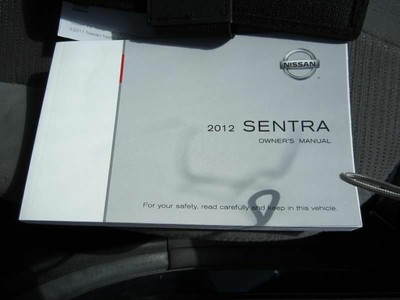 NISSAN
2012 SENTRA
OWNER'S MANUAL
For your safety, read carefully and keep in this vehicle.